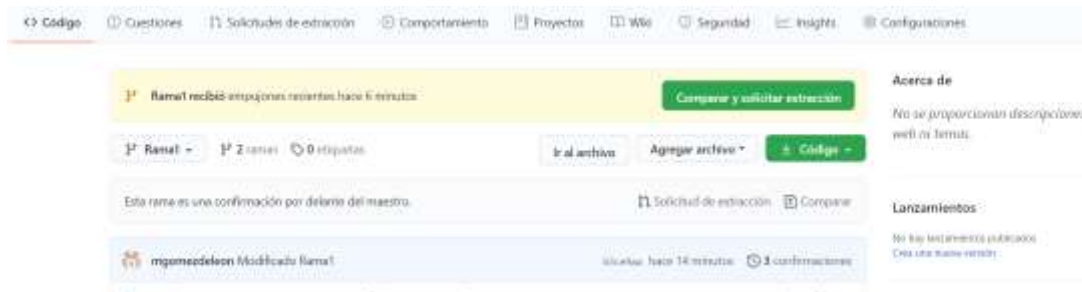 Código Cuestiones Solicitudes de extracción Comportamiento Proyectos Wiki Seguridad Insights Configuraciones
Rama1 recibió empujones recientes hace 6 minutos
Comparar y solicitar extracción
Acerca de
No se proporcionan descripciones
web ni temas.
Rama1 2 ramas 0 etiquetas
Ir al archivo Agregar archivo Código
Esta rama es una confirmación por delante del maestro.
Solicitud de extracción Comparar
Lanzamientos
No hay lanzamientos publicados
Crea una nueva versión
mgomezdeleon Modificado Rama1
hace 14 minutos 3 confirmaciones